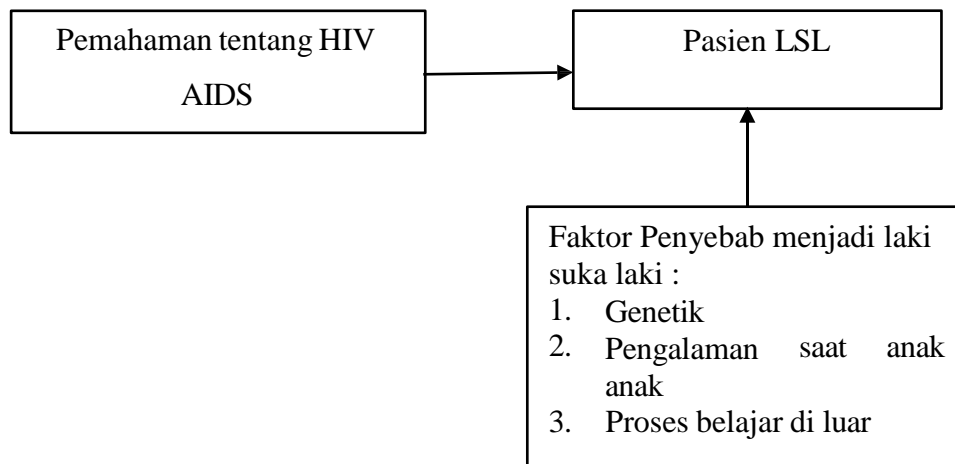 Pemahaman tentang HIV
AIDS
Pasien LSL
Faktor Penyebab menjadi laki
suka laki :
1. Genetik
2. Pengalaman saat anak
anak
3. Proses belajar di luar